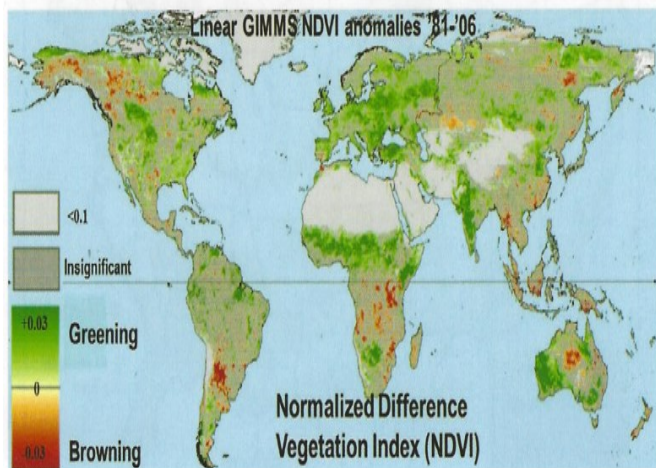 Linear GIMMS NDVI anomalies '81-'06
<0.1
Insignificant
+0.03
Greening
0
-0.03
Browning
Normalized Difference
Vegetation Index (NDVI)